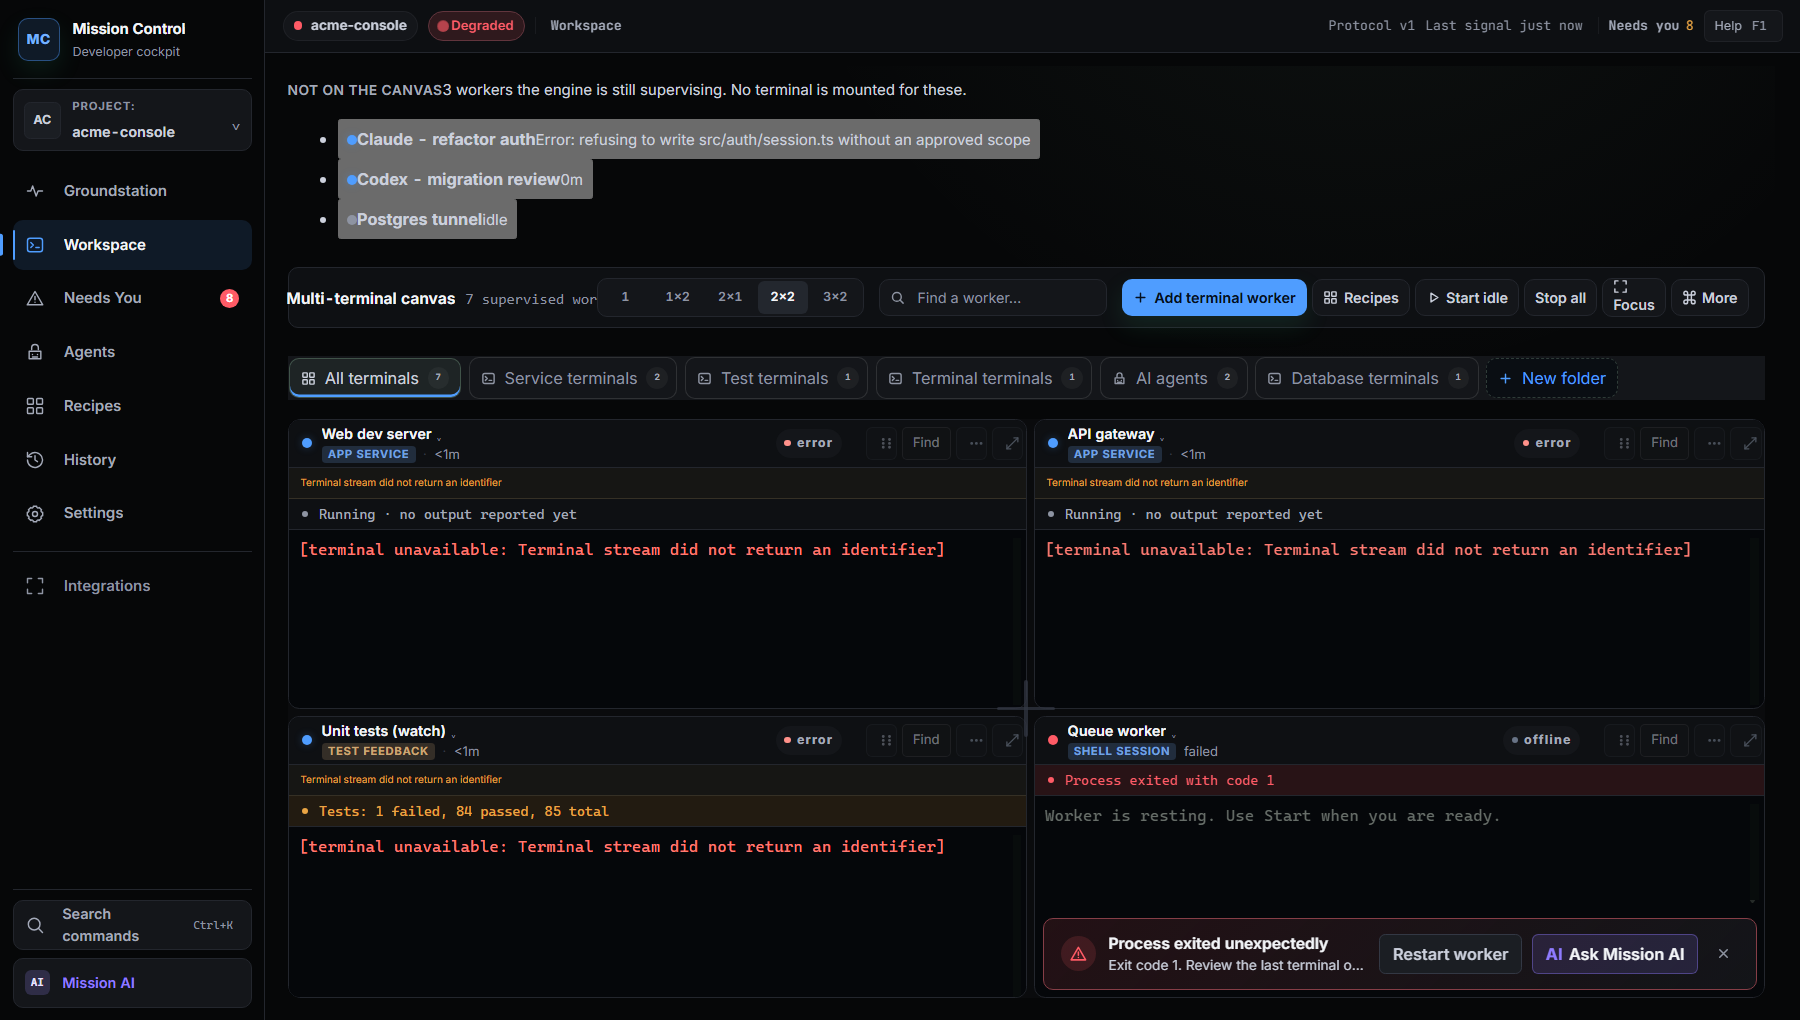 MC
Mission Control
Developer cockpit
PROJECT:
AC
acme-console
Groundstation
Workspace
Needs You
8
Agents
Recipes
History
Settings
Integrations
Search commands
Ctrl+K
AI
Mission AI
acme-console
Degraded
Workspace
Protocol v1
Last signal just now
Needs you 8
Help F1
NOT ON THE CANVAS3 workers the engine is still supervising. No terminal is mounted for these.
Claude - refactor authError: refusing to write src/auth/session.ts without an approved scope
Codex - migration review0m
Postgres tunnelidle
Multi-terminal canvas
7 supervised wor
1
1×2
2×1
2×2
3×2
Find a worker...
+ Add terminal worker
Recipes
Start idle
Stop all
Focus
More
All terminals 7
Service terminals 2
Test terminals 1
Terminal terminals 1
AI agents 2
Database terminals 1
+ New folder
Web dev server
APP SERVICE · <1m
error
Find
Terminal stream did not return an identifier
Running · no output reported yet
[terminal unavailable: Terminal stream did not return an identifier]
API gateway
APP SERVICE · <1m
error
Find
Terminal stream did not return an identifier
Running · no output reported yet
[terminal unavailable: Terminal stream did not return an identifier]
Unit tests (watch)
TEST FEEDBACK · <1m
error
Find
Terminal stream did not return an identifier
Tests: 1 failed, 84 passed, 85 total
[terminal unavailable: Terminal stream did not return an identifier]
Queue worker
SHELL SESSION failed
offline
Find
Process exited with code 1
Worker is resting. Use Start when you are ready.
Process exited unexpectedly
Exit code 1. Review the last terminal o...
Restart worker
AI Ask Mission AI